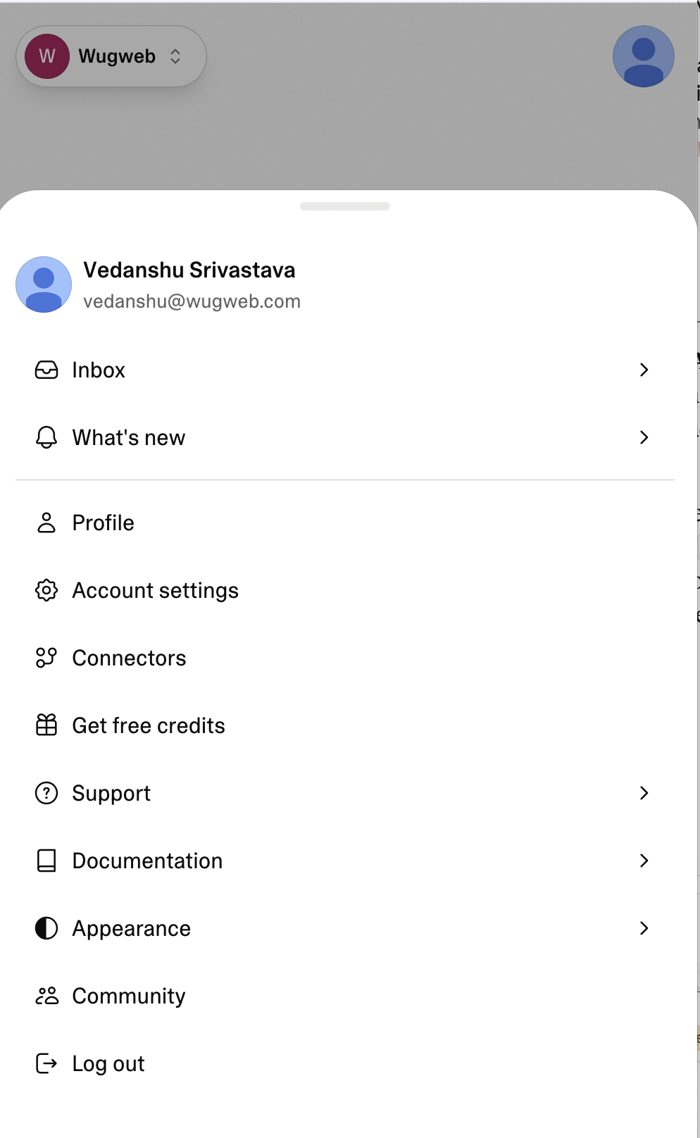 W Wugweb
Vedanshu Srivastava
vedanshu@wugweb.com
Inbox
What's new
Profile
Account settings
Connectors
Get free credits
Support
Documentation
Appearance
Community
Log out